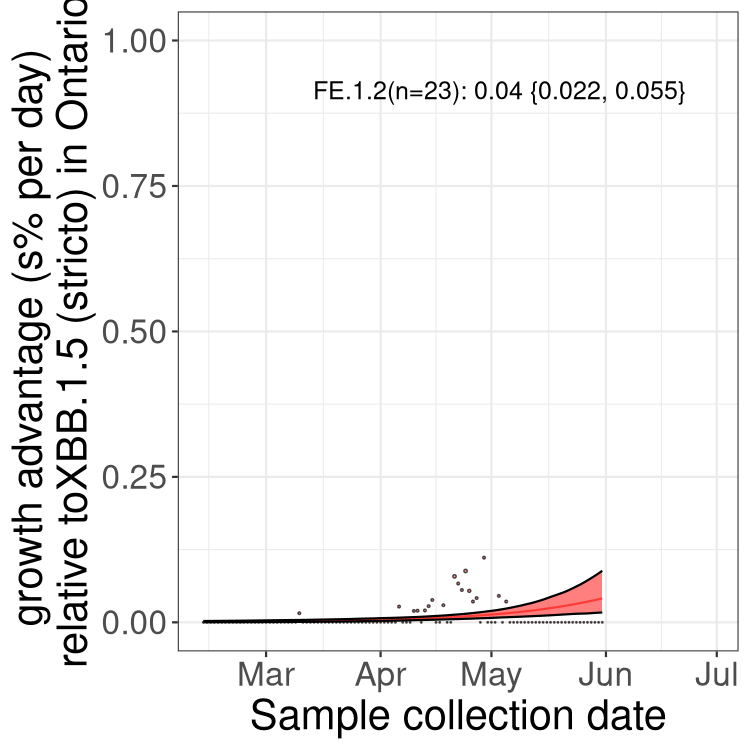 growth advantage (s% per day)
relative toXBB.1.5 (stricto) in Ontario
1.00
0.75
0.50
0.25
0.00
FE.1.2(n=23): 0.04 {0.022, 0.055}
Mar Apr May Jun Jul
Sample collection date